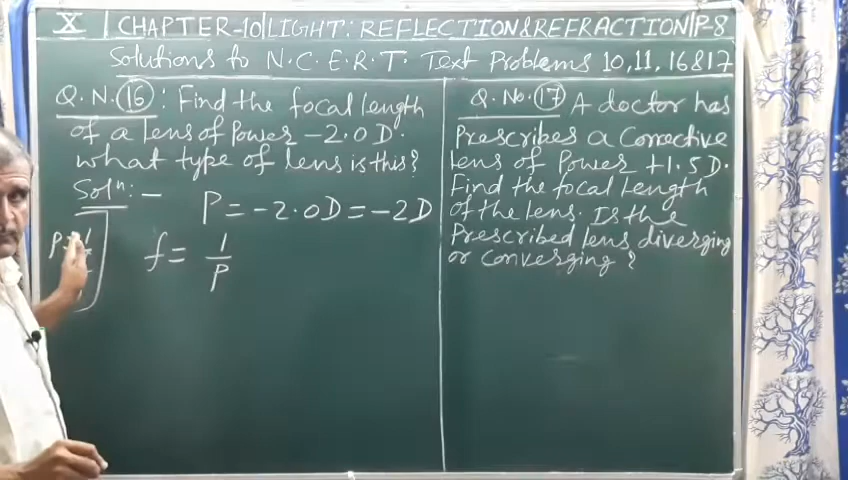 X CHAPTER-10 LIGHT: REFLECTION & REFRACTION P-8
Solutions to N.C.E.R.T. Text Problems 10, 11, 16 & 17
Q.N. 16: Find the focal length
of a lens of Power -2.0 D.
what type of lens is this?
Solⁿ:-
P = -2.0D = -2D
f = 1/P
Q. No. 17 A doctor has
Prescribes a Corrective
lens of Power +1.5 D.
Find the focal length
of the lens. Is the
Prescribed lens diverging
or converging?